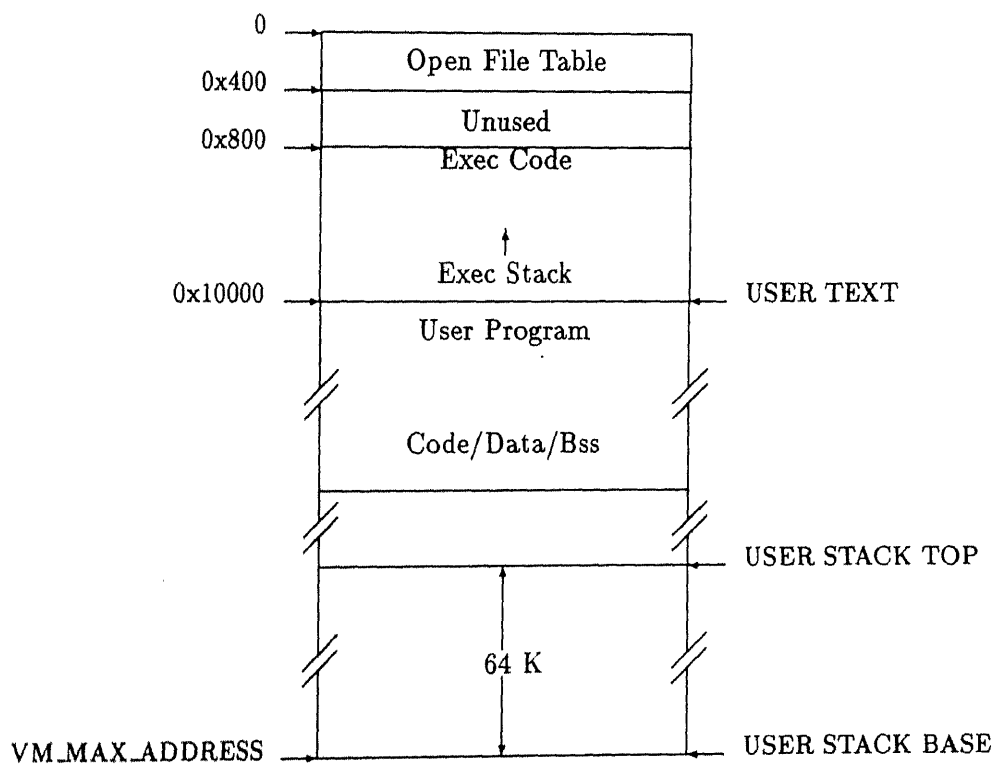 0
Open File Table
0x400
Unused
0x800
Exec Code
Exec Stack
0x10000
USER TEXT
User Program
Code/Data/Bss
USER STACK TOP
64 K
VM_MAX_ADDRESS
USER STACK BASE